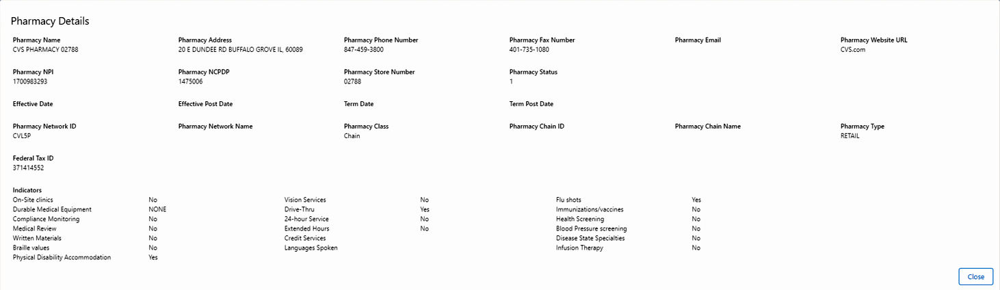 Pharmacy Details
Pharmacy Name Pharmacy Address Pharmacy Phone Number Pharmacy Fax Number Pharmacy Email Pharmacy Website URL
CVS PHARMACY 02788 20 E DUNDEE RD BUFFALO GROVE IL, 60089 847-459-3800 401-735-1080 CVS.com
Pharmacy NPI Pharmacy NCPDP Pharmacy Store Number Pharmacy Status
1700983293 1475006 02788 1
Effective Date Effective Post Date Term Date Term Post Date
Pharmacy Network ID Pharmacy Network Name Pharmacy Class Pharmacy Chain ID Pharmacy Chain Name Pharmacy Type
CVL5P Chain RETAIL
Federal Tax ID
371414552
Indicators
On-Site clinics No Vision Services No Flu shots Yes
Durable Medical Equipment NONE Drive-Thru Yes Immunizations/vaccines No
Compliance Monitoring No 24-hour Service No Health Screening No
Medical Review No Extended Hours No Blood Pressure screening No
Written Materials No Credit Services Disease State Specialties No
Braille values No Languages Spoken Infusion Therapy No
Physical Disability Accommodation Yes
Close